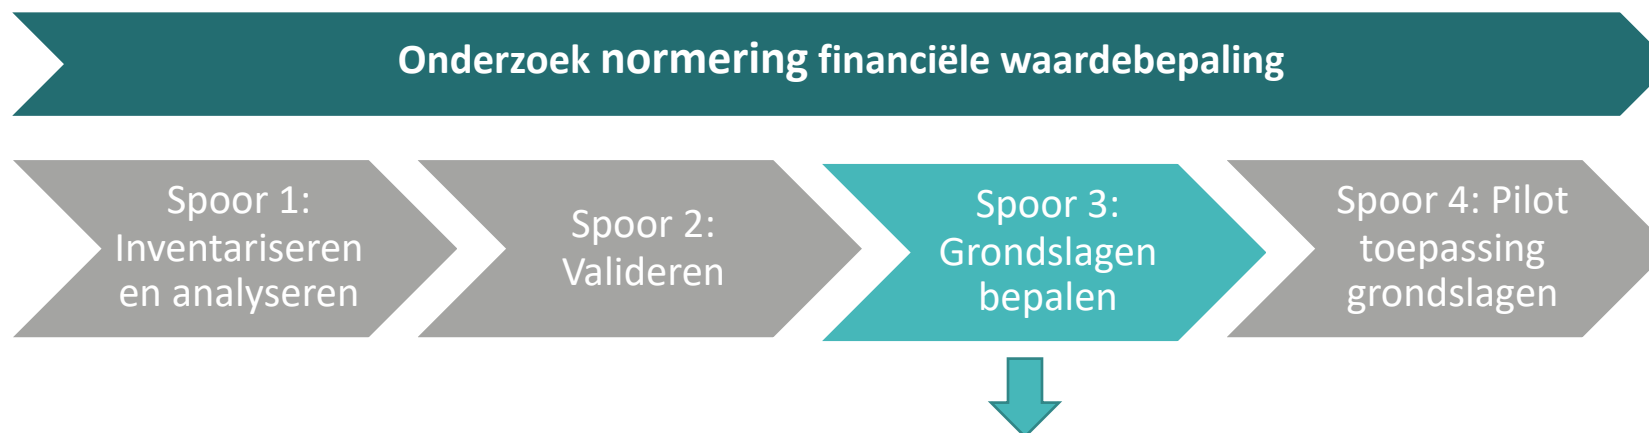 Onderzoek normering financiële waardebepaling
Spoor 1:
Inventariseren
en analyseren
Spoor 2:
Valideren
Spoor 3:
Grondslagen
bepalen
Spoor 4: Pilot
toepassing
grondslagen